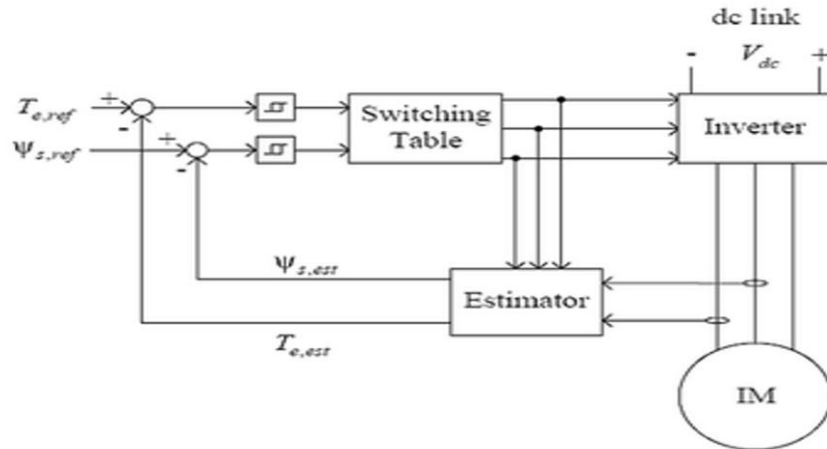 dc link
- V_dc +
T_e,ref + -
Ψ_s,ref + -
Switching
Table
Inverter
Ψ_s,est
Estimator
T_e,est
IM